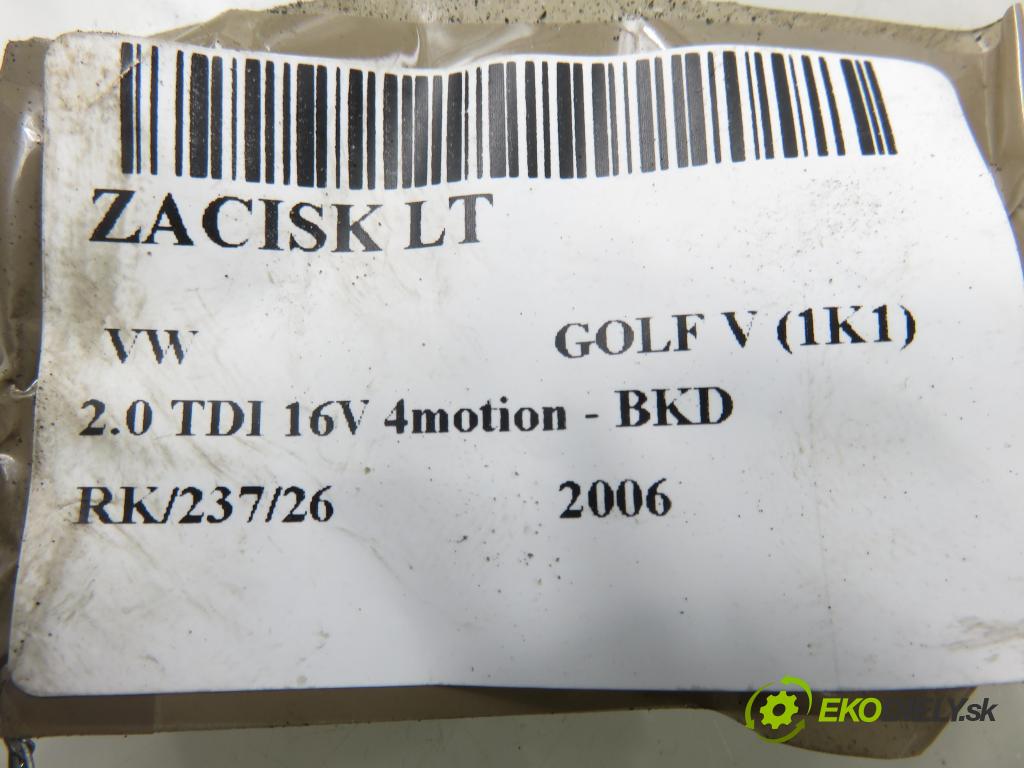 ZACISK LT
VW GOLF V (1K1)
2.0 TDI 16V 4motion - BKD
RK/237/26 2006
EKODIELY.sk